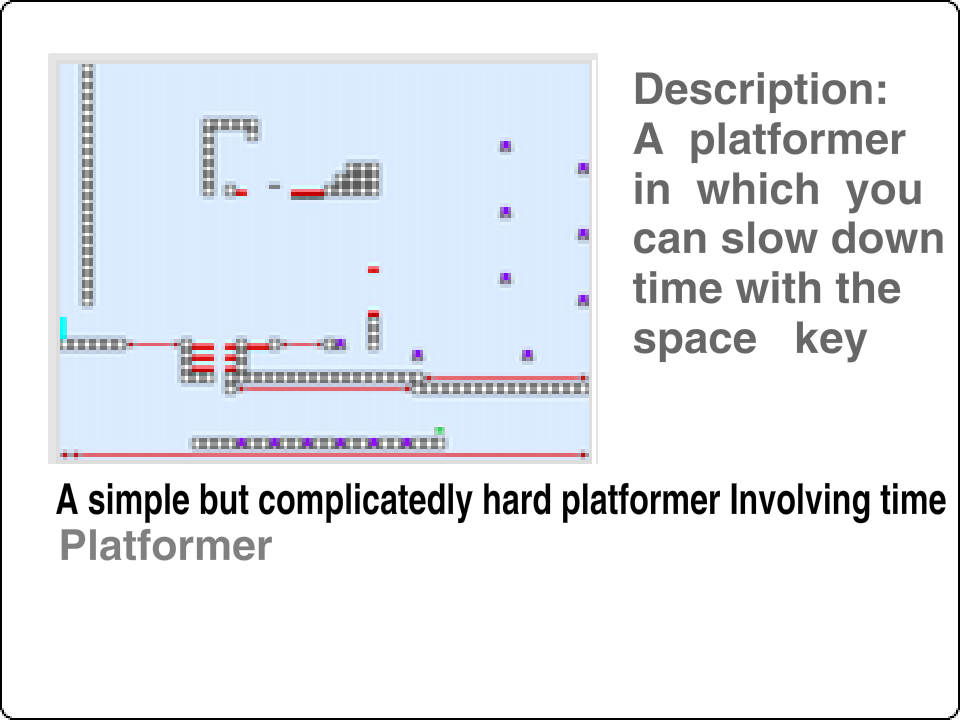 Description:
A platformer
in which you
can slow down
time with the
space key
A simple but complicatedly hard platformer Involving time
Platformer